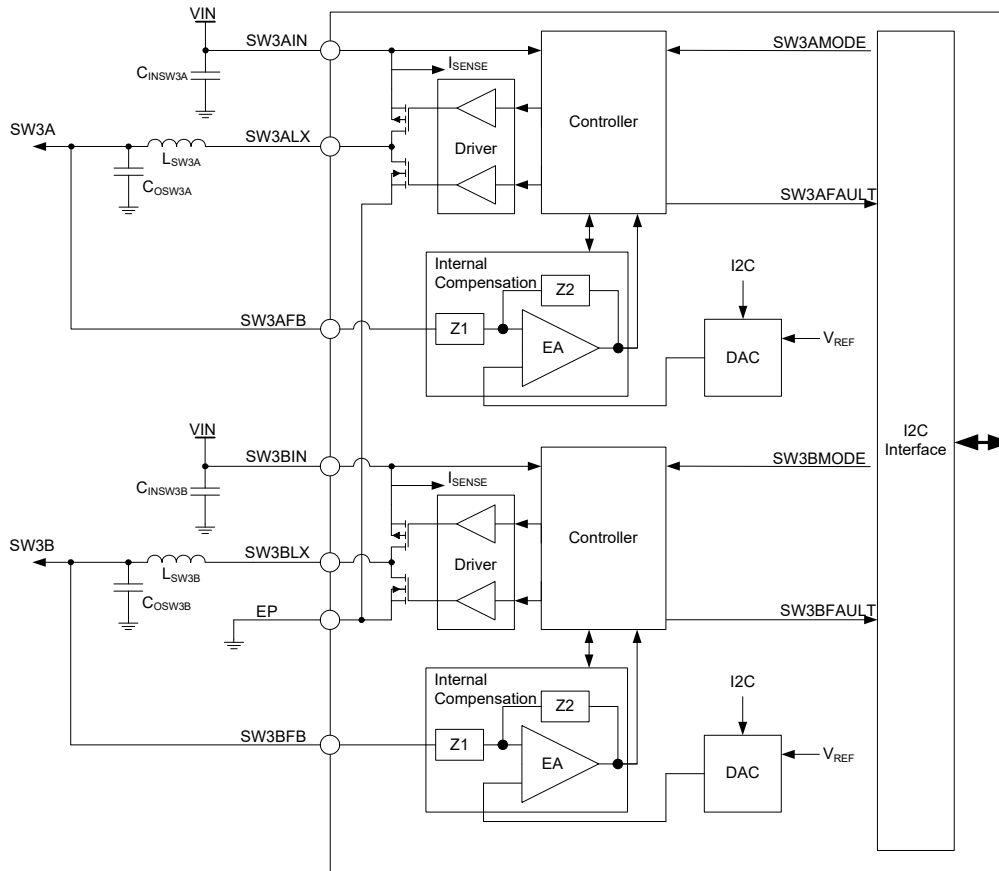 VIN
SW3AIN
CINSW3A
ISENSE
SW3AMODE
Controller
SW3A
SW3ALX
LSW3A
COSW3A
Driver
SW3AFAULT
Internal
Compensation
Z2
I2C
SW3AFB
Z1
EA
DAC
VREF
I2C
Interface
VIN
SW3BIN
CINSW3B
ISENSE
SW3BMODE
Controller
SW3B
SW3BLX
LSW3B
COSW3B
Driver
EP
SW3BFAULT
Internal
Compensation
Z2
I2C
SW3BFB
Z1
EA
DAC
VREF